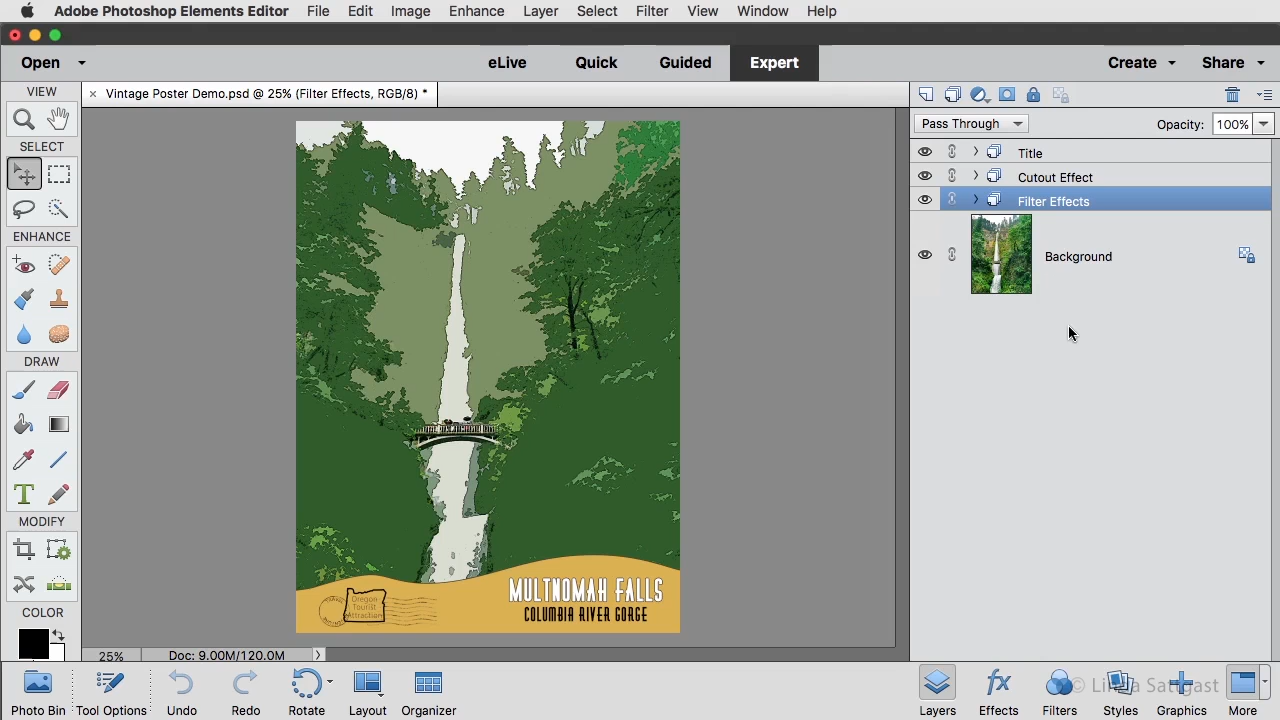 Adobe Photoshop Elements Editor File Edit Image Enhance Layer Select Filter View Window Help
Open eLive Quick Guided Expert Create Share
VIEW
× Vintage Poster Demo.psd @ 25% (Filter Effects, RGB/8) *
Pass Through Opacity: 100%
SELECT
Title
Cutout Effect
Filter Effects
ENHANCE
Background
DRAW
MODIFY
MULTNOMAH FALLS
COLUMBIA RIVER GORGE
Oregon
Tourist
Attraction
COLOR
25% Doc: 9.00M/120.0M
© Linda Sattgast
Photo Bin Tool Options Undo Redo Rotate Layout Organizer Layers Effects Filters Styles Graphics More